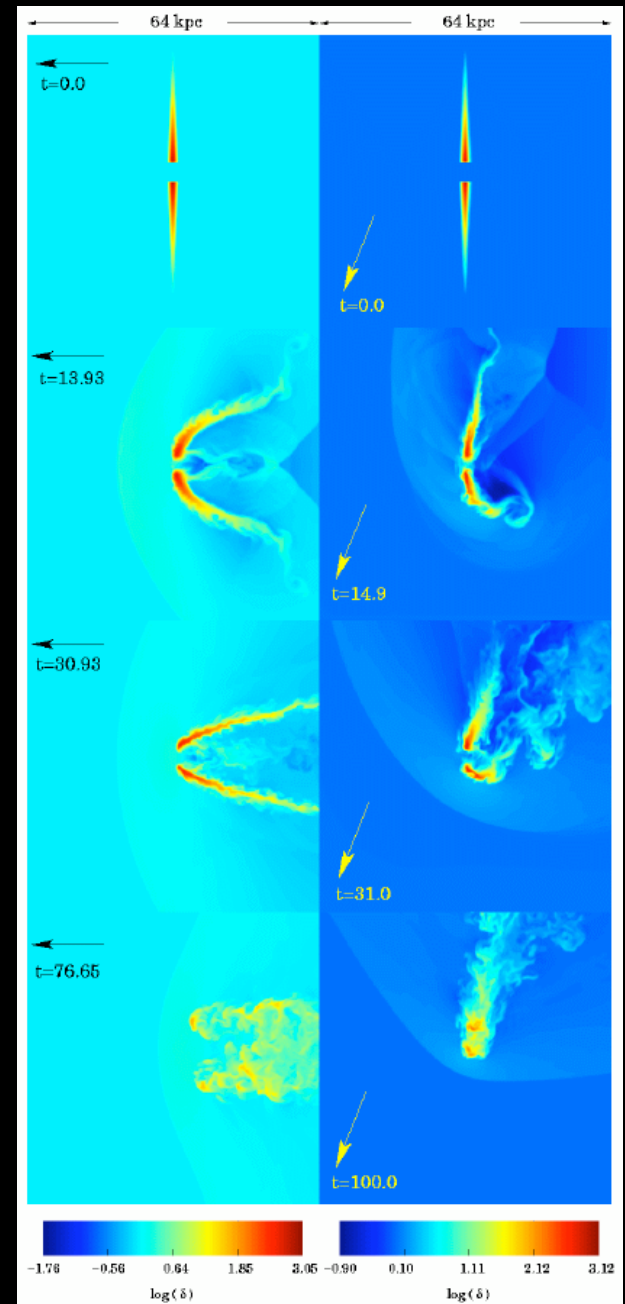 64 kpc 64 kpc
t=0.0
t=0.0
t=13.93
t=14.9
t=30.93
t=31.0
t=76.65
t=100.0
−1.76 −0.56 0.64 1.85 3.05 −0.90 0.10 1.11 2.12 3.12
log(δ) log(δ)